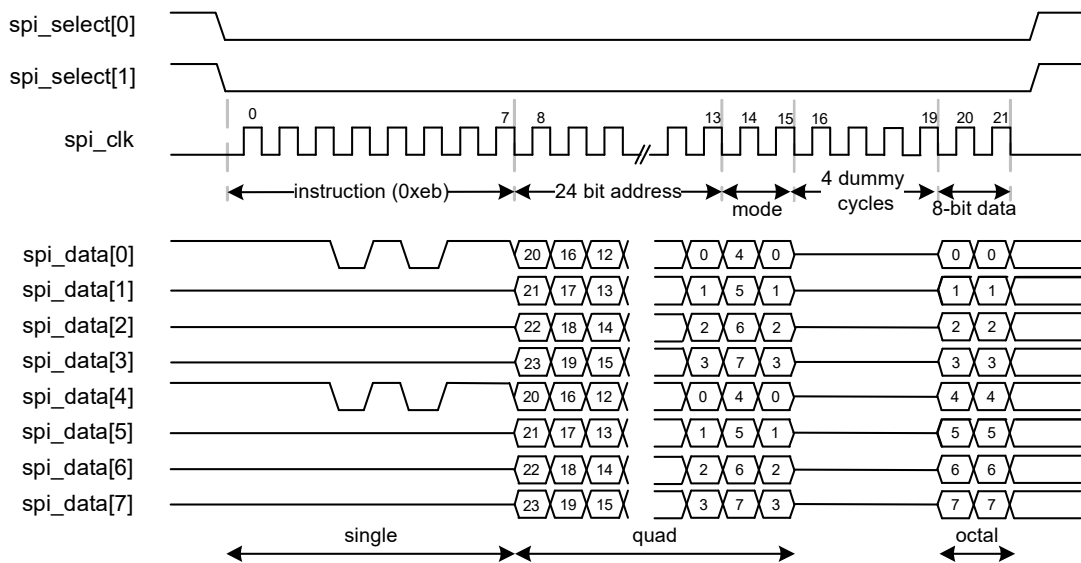 spi_select[0]
spi_select[1]
0 7 8 13 14 15 16 19 20 21
spi_clk
instruction (0xeb) 24 bit address mode 4 dummy cycles 8-bit data
spi_data[0] 20 16 12 0 4 0 0 0
spi_data[1] 21 17 13 1 5 1 1 1
spi_data[2] 22 18 14 2 6 2 2 2
spi_data[3] 23 19 15 3 7 3 3 3
spi_data[4] 20 16 12 0 4 0 4 4
spi_data[5] 21 17 13 1 5 1 5 5
spi_data[6] 22 18 14 2 6 2 6 6
spi_data[7] 23 19 15 3 7 3 7 7
single quad octal